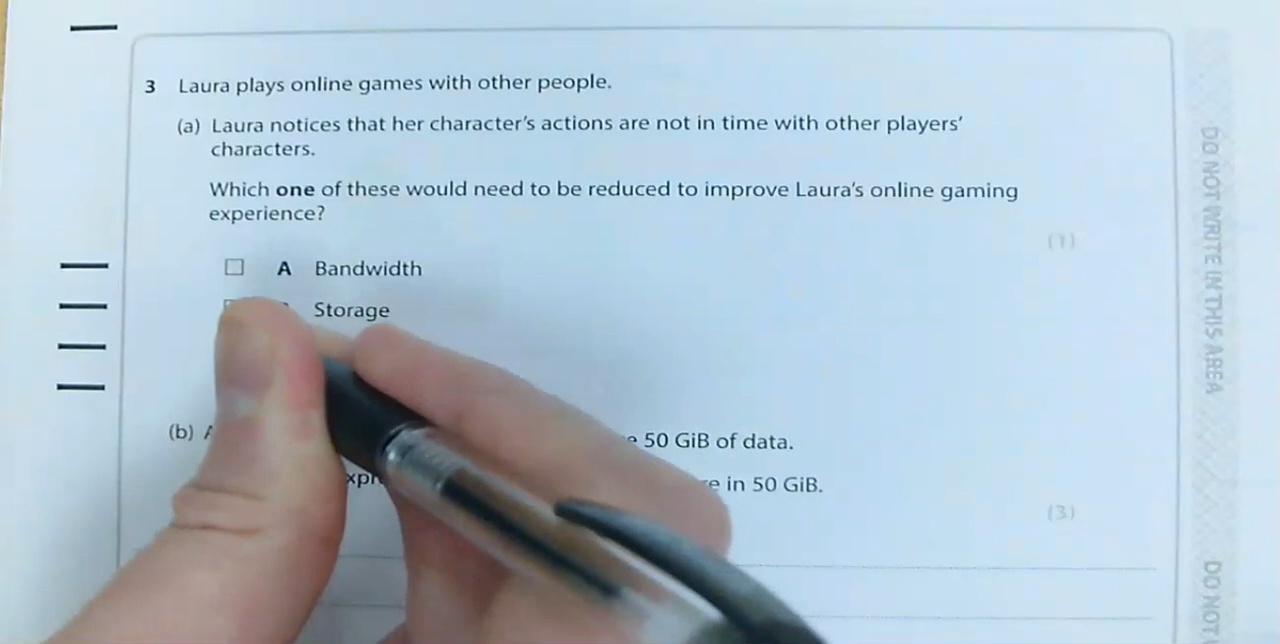 3 Laura plays online games with other people.
(a) Laura notices that her character's actions are not in time with other players'
characters.
Which one of these would need to be reduced to improve Laura's online gaming
experience?
(1)
A Bandwidth
Storage
(b) 50 GiB of data.
in 50 GiB.
(3)
DO NOT WRITE IN THIS AREA
DO NOT